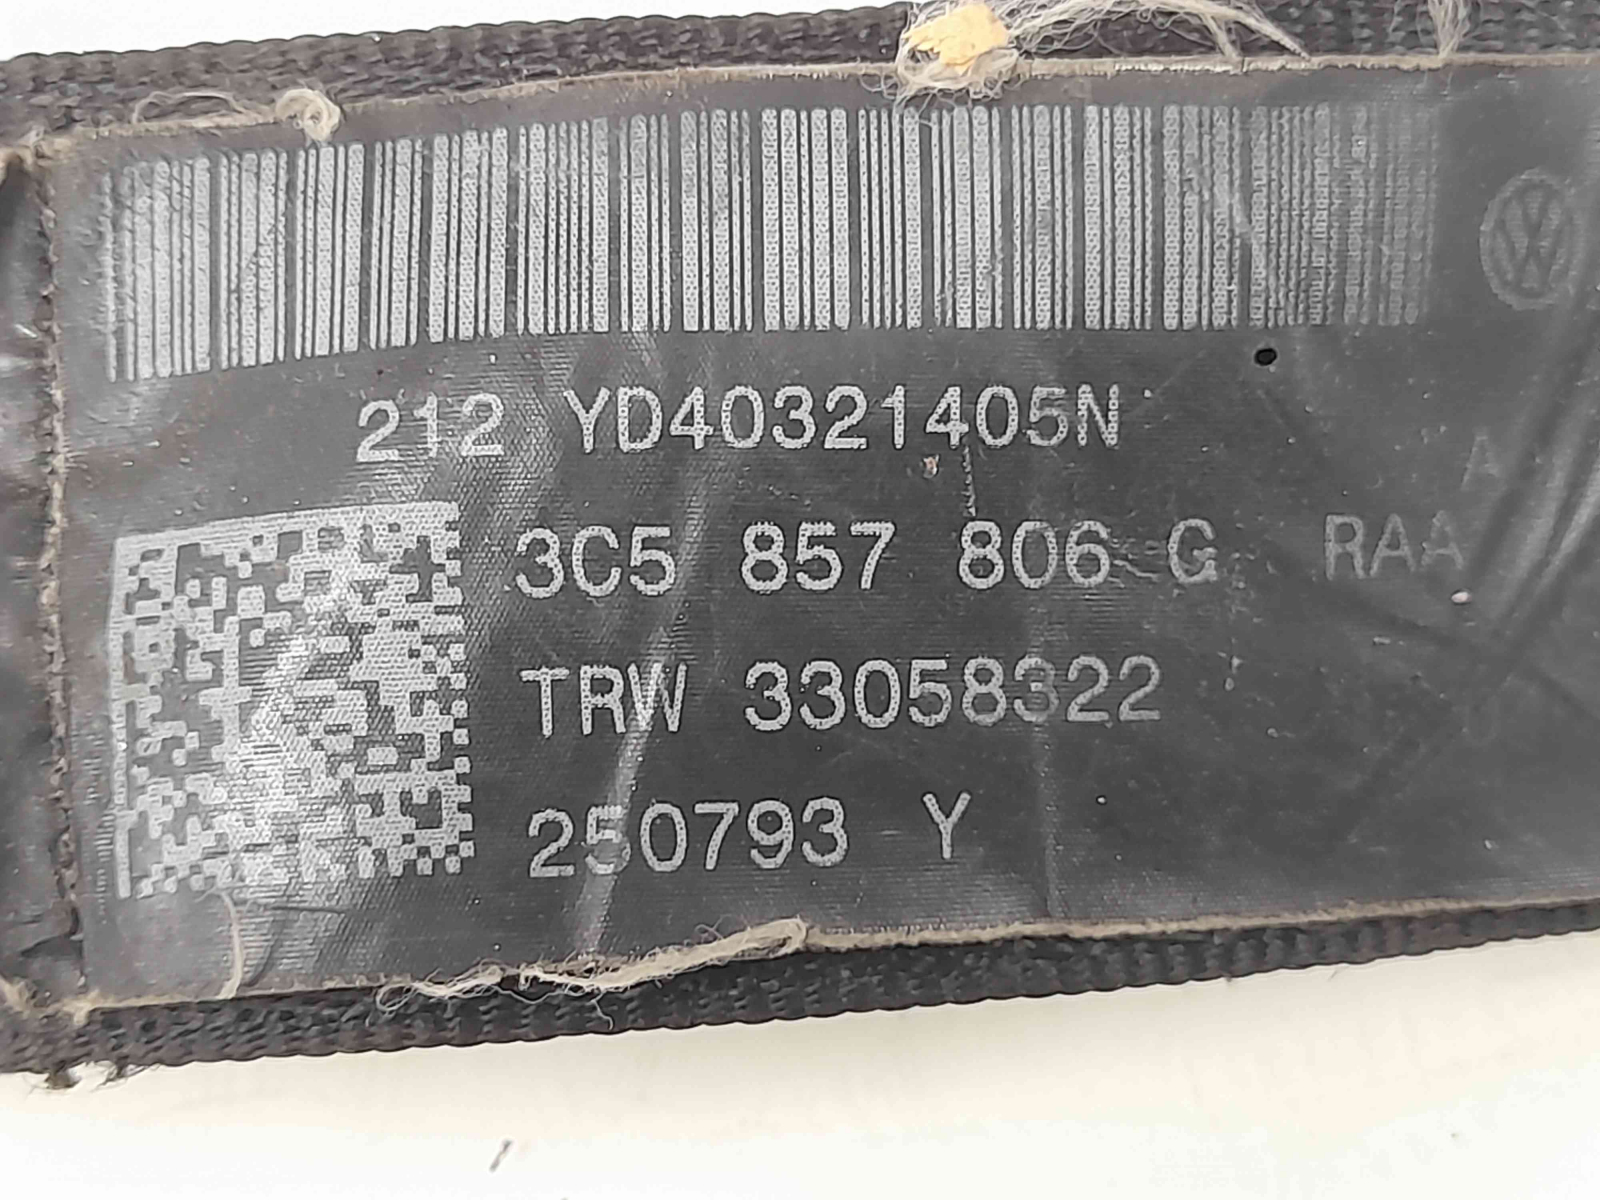 212 YD40321405N
A
3C5 857 806 G RAA
TRW 33058322
250793 Y